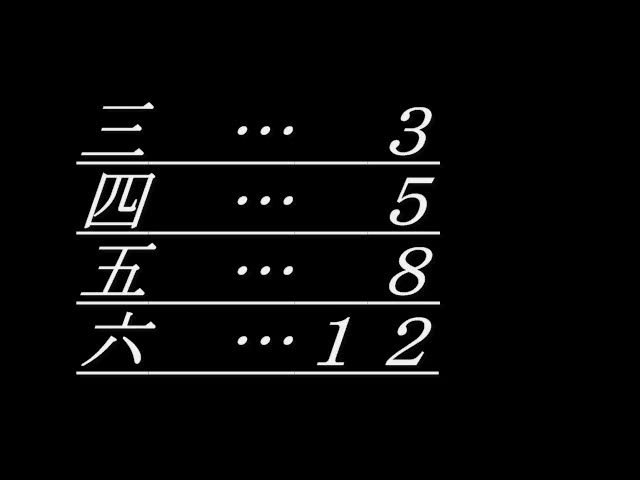 三 … 3
四 … 5
五 … 8
六 …12